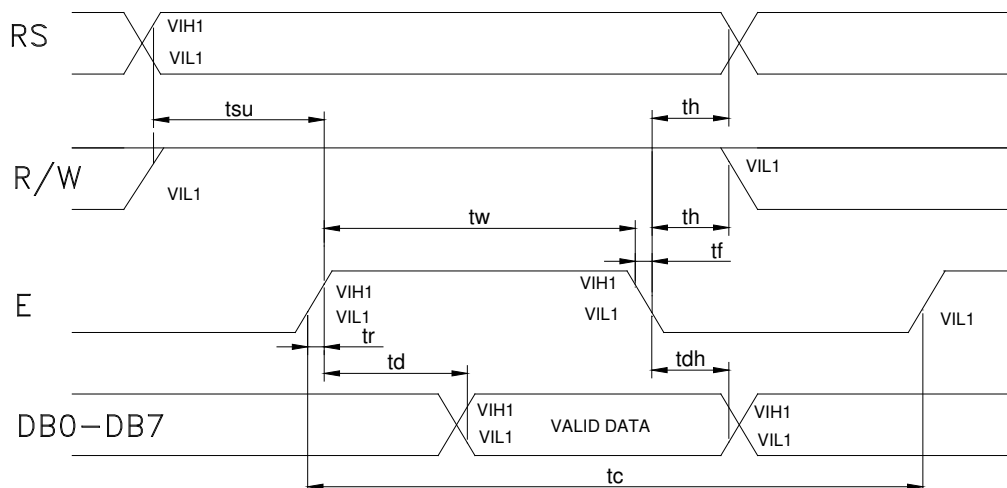 RS
VIH1
VIL1
tsu
th
R/W
VIL1
VIL1
tw
th
tf
E
VIH1
VIL1
VIH1
VIL1
VIL1
tr
td
tdh
DB0-DB7
VIH1
VIL1
VALID DATA
VIH1
VIL1
tc